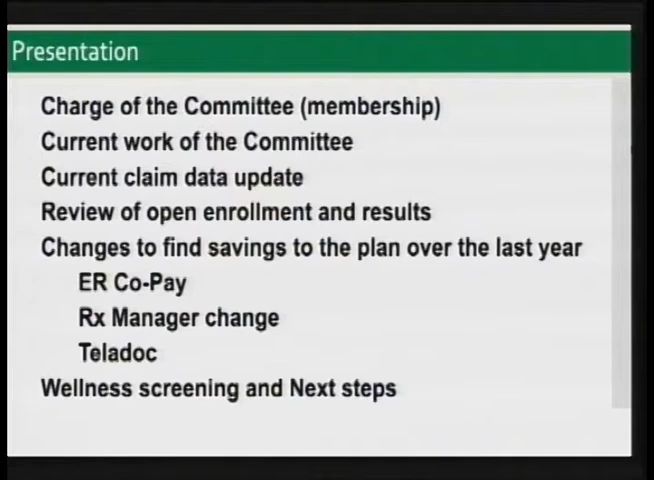 Presentation
Charge of the Committee (membership)
Current work of the Committee
Current claim data update
Review of open enrollment and results
Changes to find savings to the plan over the last year
ER Co-Pay
Rx Manager change
Teladoc
Wellness screening and Next steps